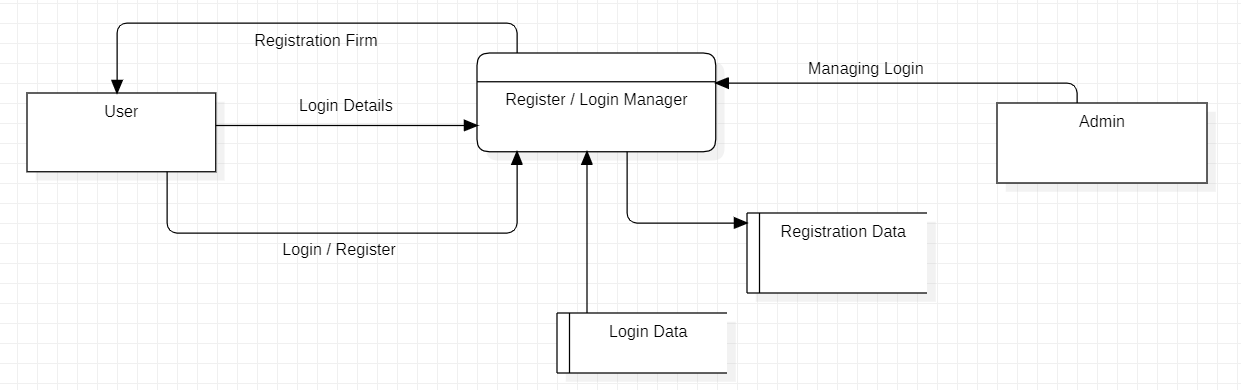 Registration Firm
Managing Login
Register / Login Manager
Login Details
User
Admin
Registration Data
Login / Register
Login Data